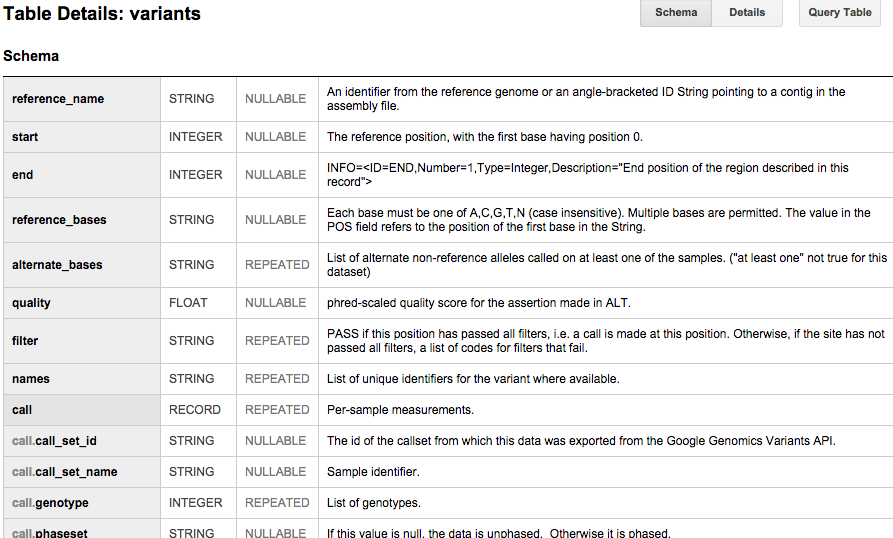 Table Details: variants
Schema
Details
Query Table
Schema
reference_name STRING NULLABLE An identifier from the reference genome or an angle-bracketed ID String pointing to a contig in the
assembly file.
start INTEGER NULLABLE The reference position, with the first base having position 0.
end INTEGER NULLABLE INFO=<ID=END,Number=1,Type=Integer,Description="End position of the region described in this
record">
reference_bases STRING NULLABLE Each base must be one of A,C,G,T,N (case insensitive). Multiple bases are permitted. The value in the
POS field refers to the position of the first base in the String.
alternate_bases STRING REPEATED List of alternate non-reference alleles called on at least one of the samples. ("at least one" not true for this
dataset)
quality FLOAT NULLABLE phred-scaled quality score for the assertion made in ALT.
filter STRING REPEATED PASS if this position has passed all filters, i.e. a call is made at this position. Otherwise, if the site has not
passed all filters, a list of codes for filters that fail.
names STRING REPEATED List of unique identifiers for the variant where available.
call RECORD REPEATED Per-sample measurements.
call.call_set_id STRING NULLABLE The id of the callset from which this data was exported from the Google Genomics Variants API.
call.call_set_name STRING NULLABLE Sample identifier.
call.genotype INTEGER REPEATED List of genotypes.
call.phaseset STRING NULLABLE If this value is null, the data is unphased. Otherwise it is phased.